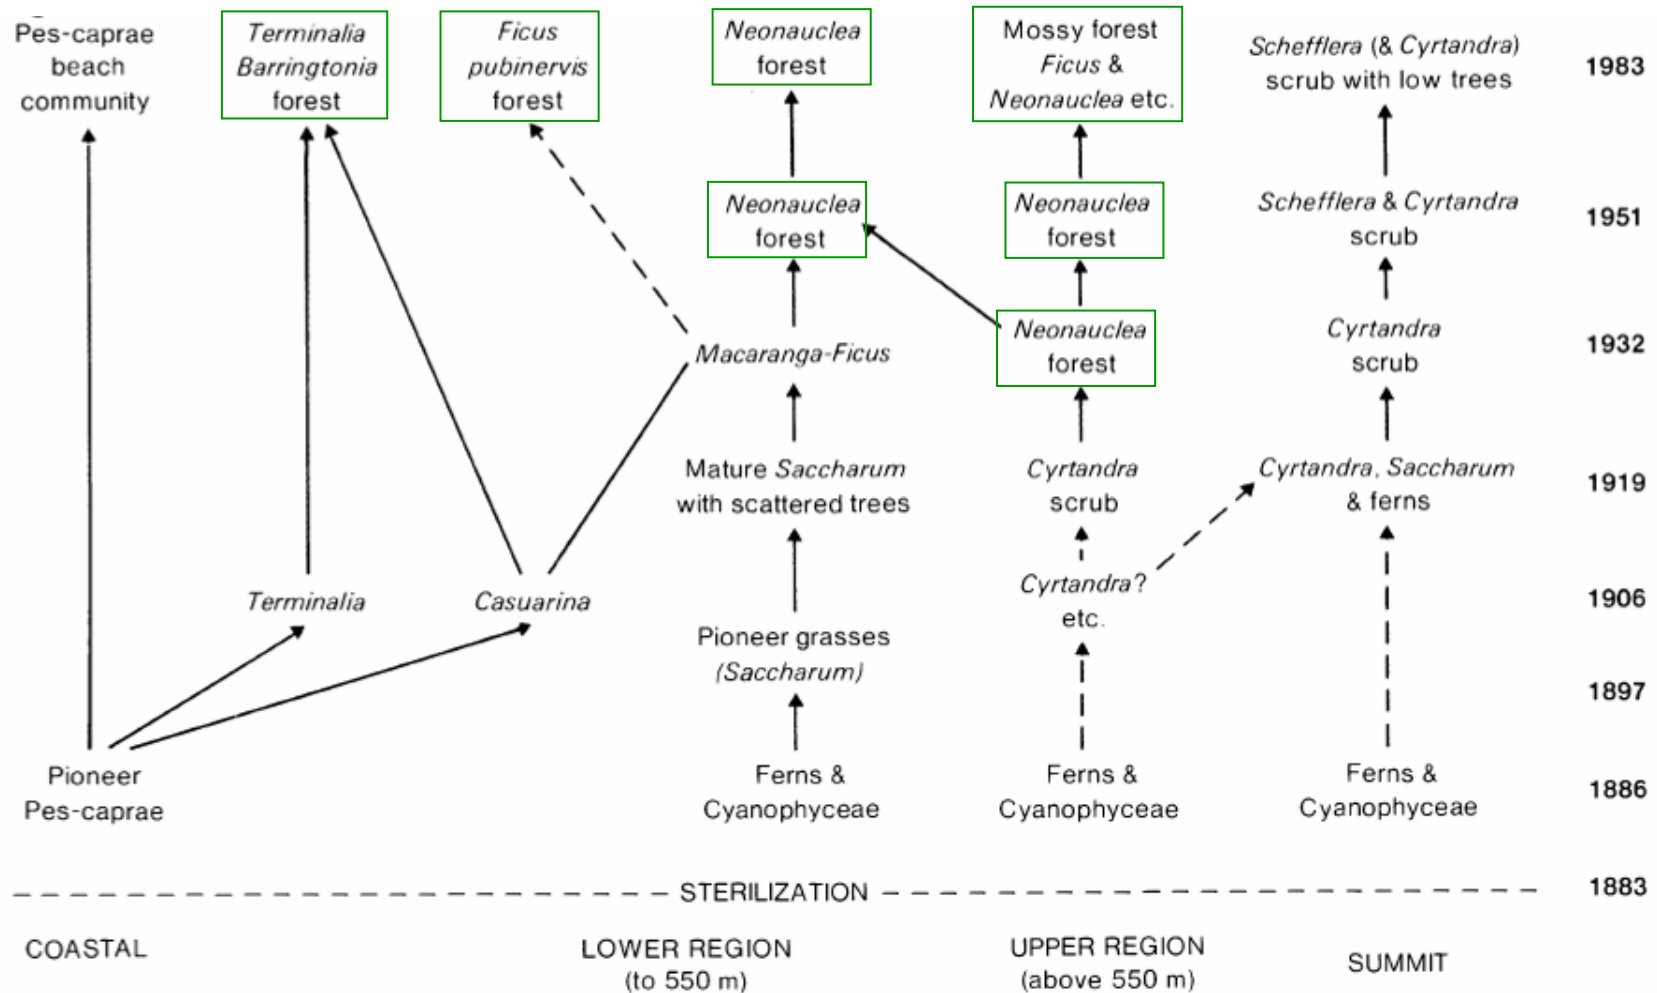 Pes-caprae
beach
community
Terminalia
Barringtonia
forest
Ficus
pubinervis
forest
Neonauclea
forest
Mossy forest
Ficus &
Neonauclea etc.
Schefflera (& Cyrtandra)
scrub with low trees
1983
Neonauclea
forest
Neonauclea
forest
Schefflera & Cyrtandra
scrub
1951
Macaranga-Ficus
Neonauclea
forest
Cyrtandra
scrub
1932
Mature Saccharum
with scattered trees
Cyrtandra
scrub
Cyrtandra, Saccharum
& ferns
1919
Terminalia
Casuarina
Pioneer grasses
(Saccharum)
Cyrtandra?
etc.
1906
1897
Pioneer
Pes-caprae
Ferns &
Cyanophyceae
Ferns &
Cyanophyceae
Ferns &
Cyanophyceae
1886
STERILIZATION
1883
COASTAL
LOWER REGION
(to 550 m)
UPPER REGION
(above 550 m)
SUMMIT